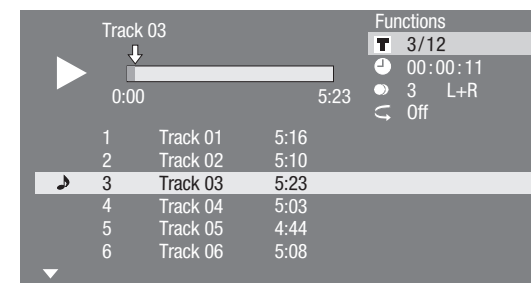 Track 03
0:00 5:23
1 Track 01 5:16
2 Track 02 5:10
3 Track 03 5:23
4 Track 04 5:03
5 Track 05 4:44
6 Track 06 5:08
Functions
T 3/12
00:00:11
3 L+R
Off